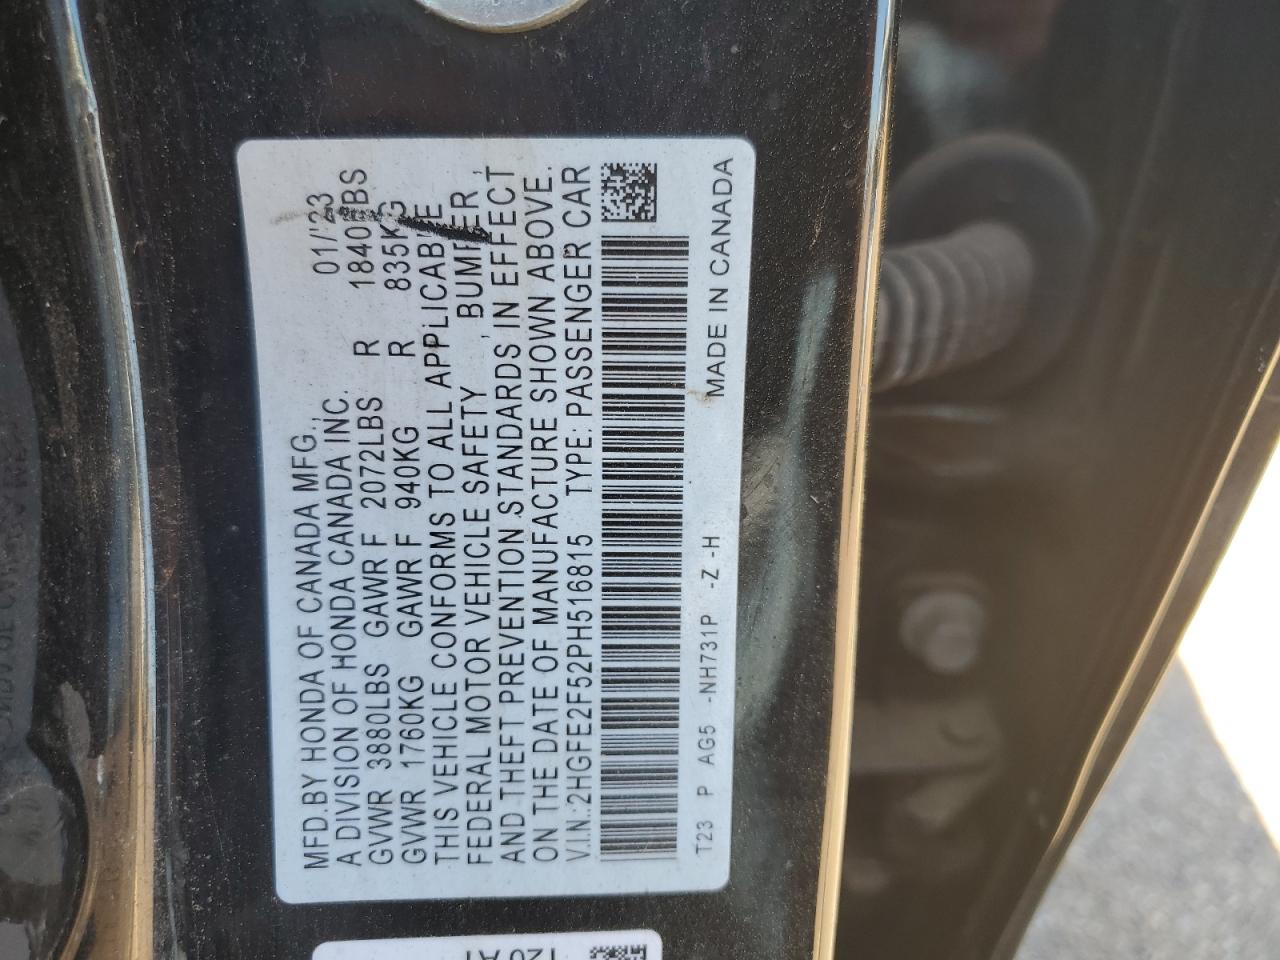 MFD.BY HONDA OF CANADA MFG., 01/'23
A DIVISION OF HONDA CANADA INC.
GVWR 3880LBS GAWR F 2072LBS R 1840LBS
GVWR 1760KG GAWR F 940KG R 835KG
THIS VEHICLE CONFORMS TO ALL APPLICABLE
FEDERAL MOTOR VEHICLE SAFETY , BUMPER,
AND THEFT PREVENTION STANDARDS IN EFFECT
ON THE DATE OF MANUFACTURE SHOWN ABOVE.
V.I.N.:2HGFE2F52PH516815 TYPE: PASSENGER CAR
T23 P AG5 -NH731P -Z -H MADE IN CANADA